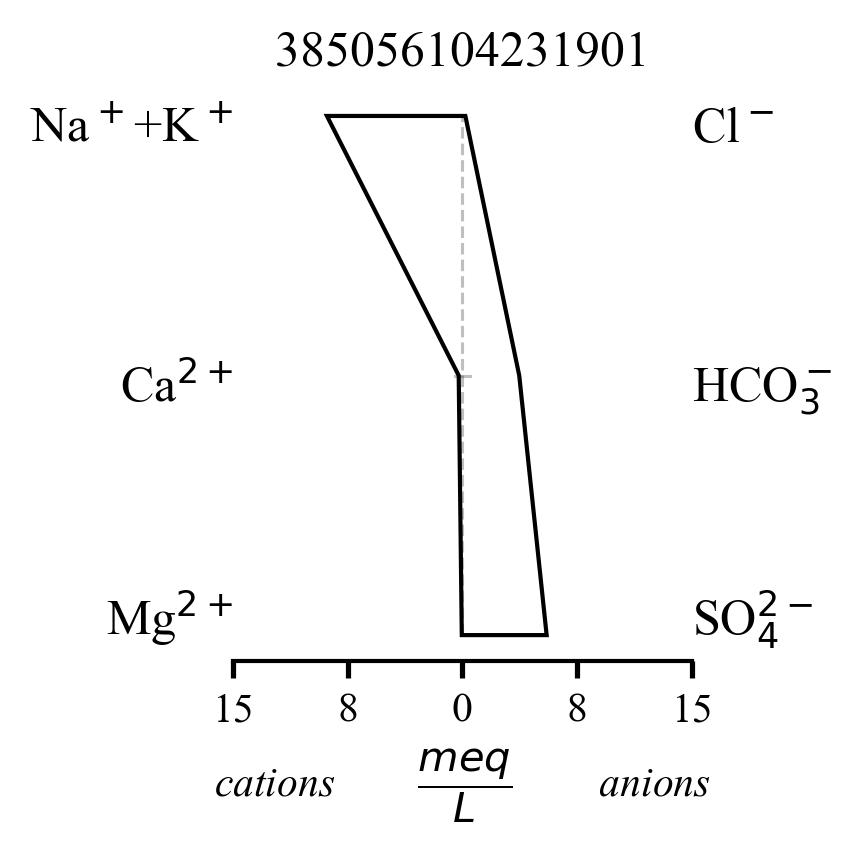 385056104231901
Na⁺+K⁺ Cl⁻
Ca²⁺ HCO₃⁻
Mg²⁺ SO₄²⁻
15 8 0 8 15
cations meq/L anions